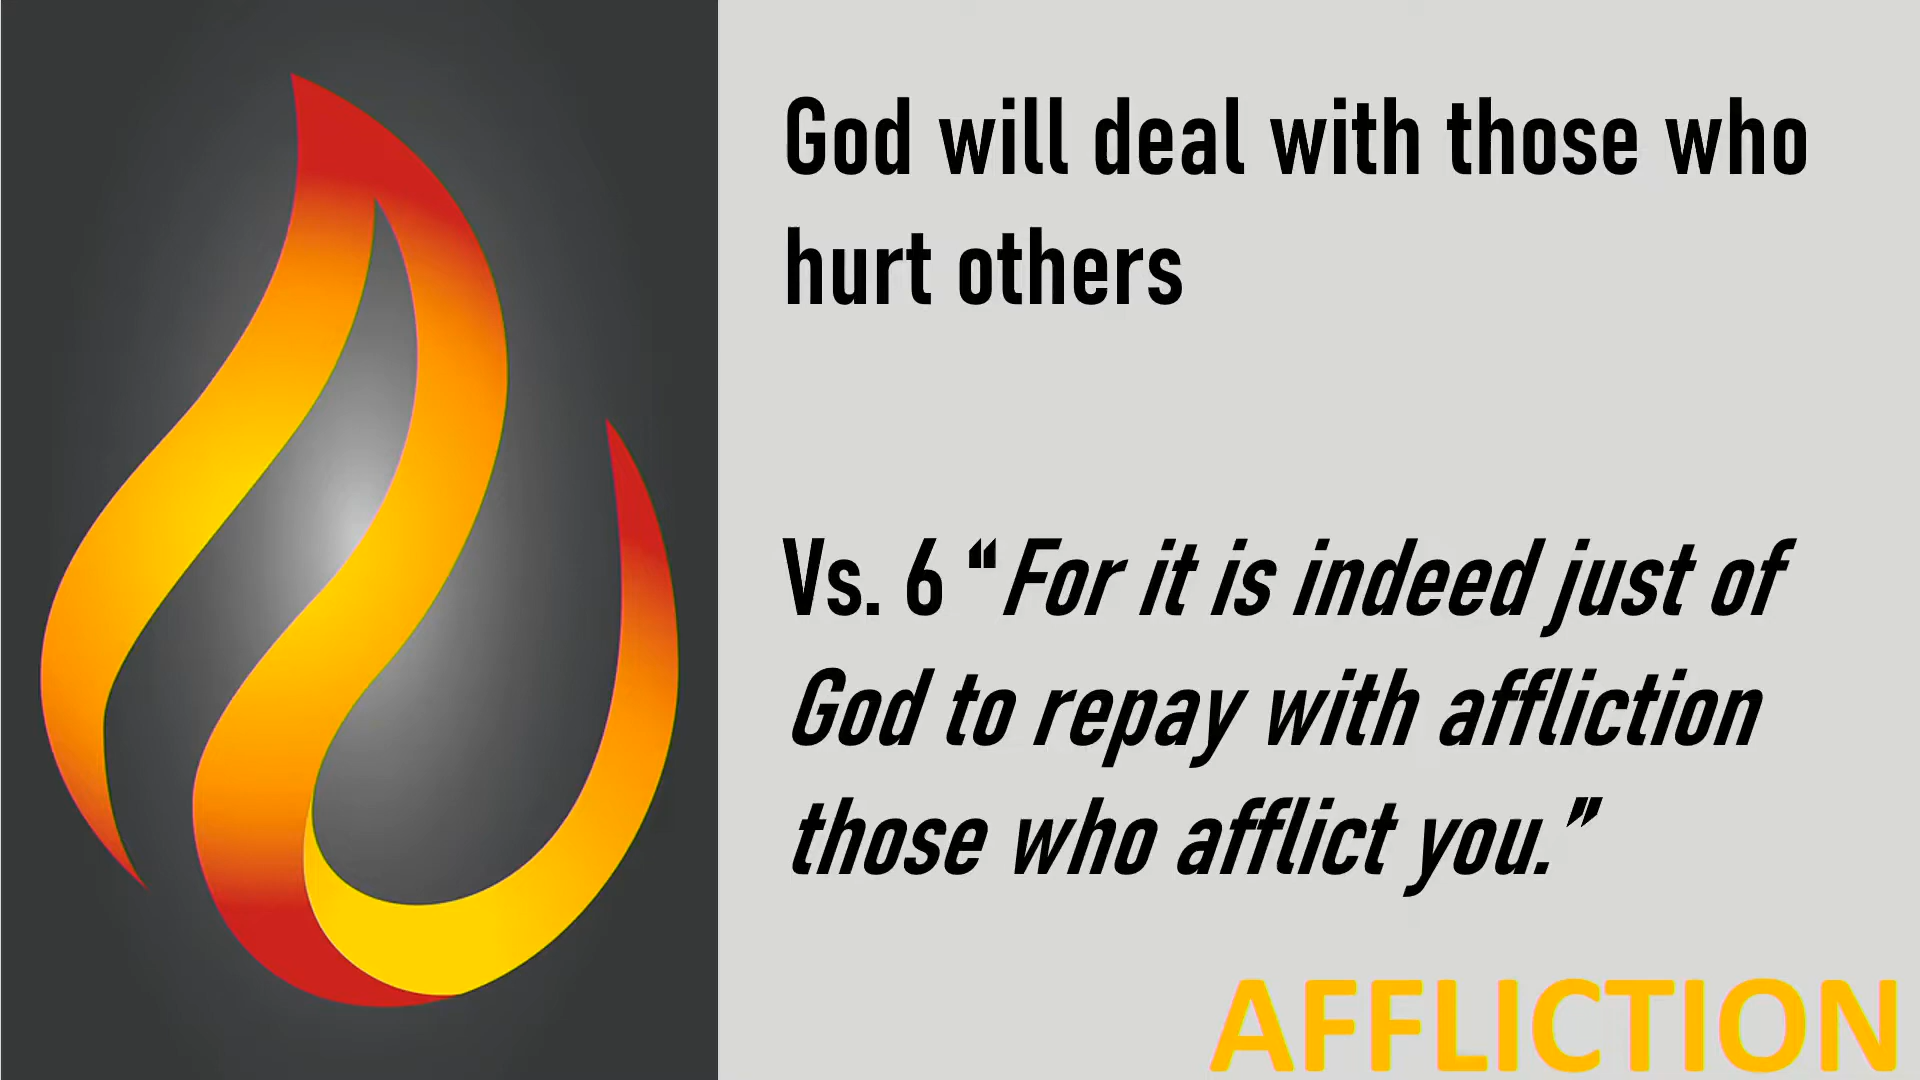 God will deal with those who
hurt others
Vs. 6 “For it is indeed just of
God to repay with affliction
those who afflict you.”
AFFLICTION